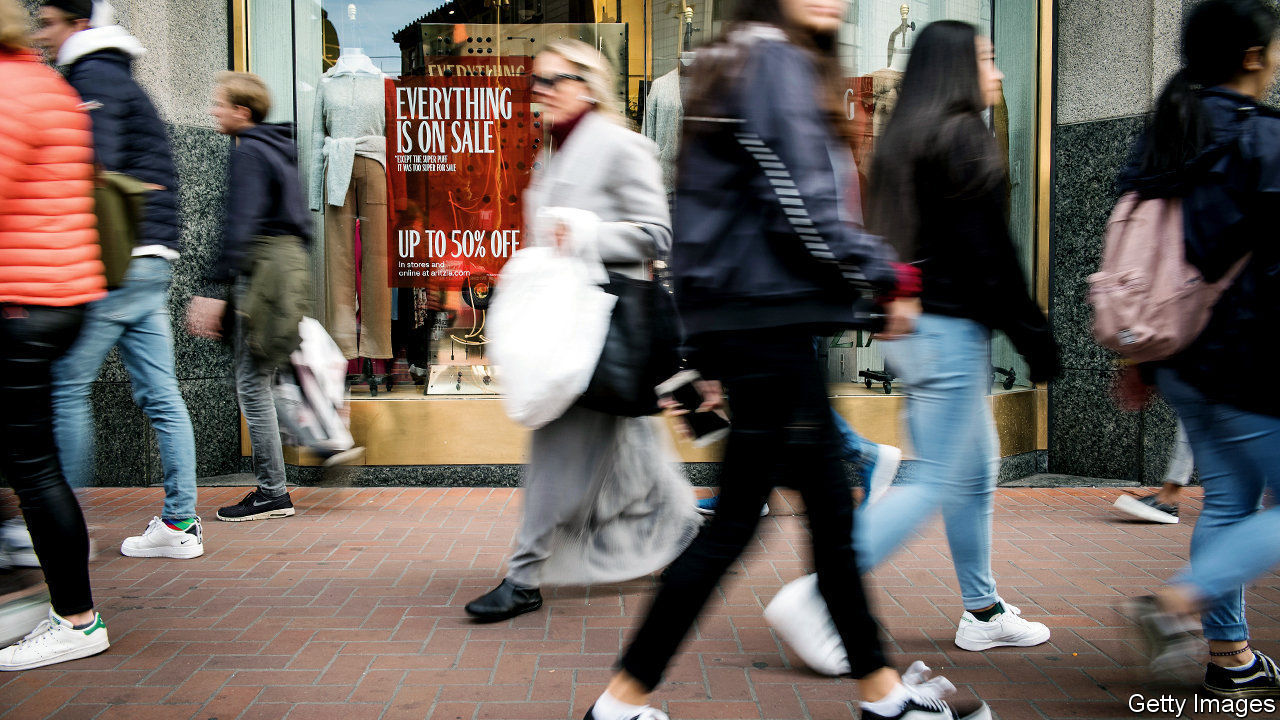 EVERYTHING
EVERYTHING
IS ON SALE
*EXCEPT THE SUPER PUFF
IT WAS TOO SUPER FOR SALE
UP TO 50% OFF
In stores and
online at aritzia.com
G
Getty Images